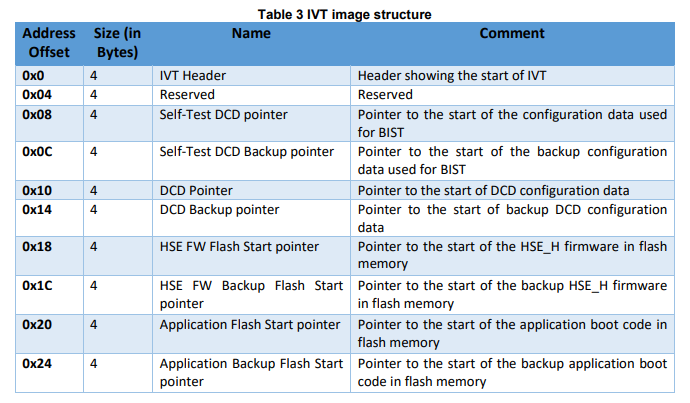 Table 3 IVT image structure
Address Offset Size (in Bytes) Name Comment
0x0 4 IVT Header Header showing the start of IVT
0x04 4 Reserved Reserved
0x08 4 Self-Test DCD pointer Pointer to the start of the configuration data used
for BIST
0x0C 4 Self-Test DCD Backup pointer Pointer to the start of the backup configuration
data used for BIST
0x10 4 DCD Pointer Pointer to the start of DCD configuration data
0x14 4 DCD Backup pointer Pointer to the start of backup DCD configuration
data
0x18 4 HSE FW Flash Start pointer Pointer to the start of the HSE_H firmware in flash
memory
0x1C 4 HSE FW Backup Flash Start Pointer to the start of the backup HSE_H firmware
pointer in flash memory
0x20 4 Application Flash Start pointer Pointer to the start of the application boot code in
flash memory
0x24 4 Application Backup Flash Start Pointer to the start of the backup application boot
pointer code in flash memory